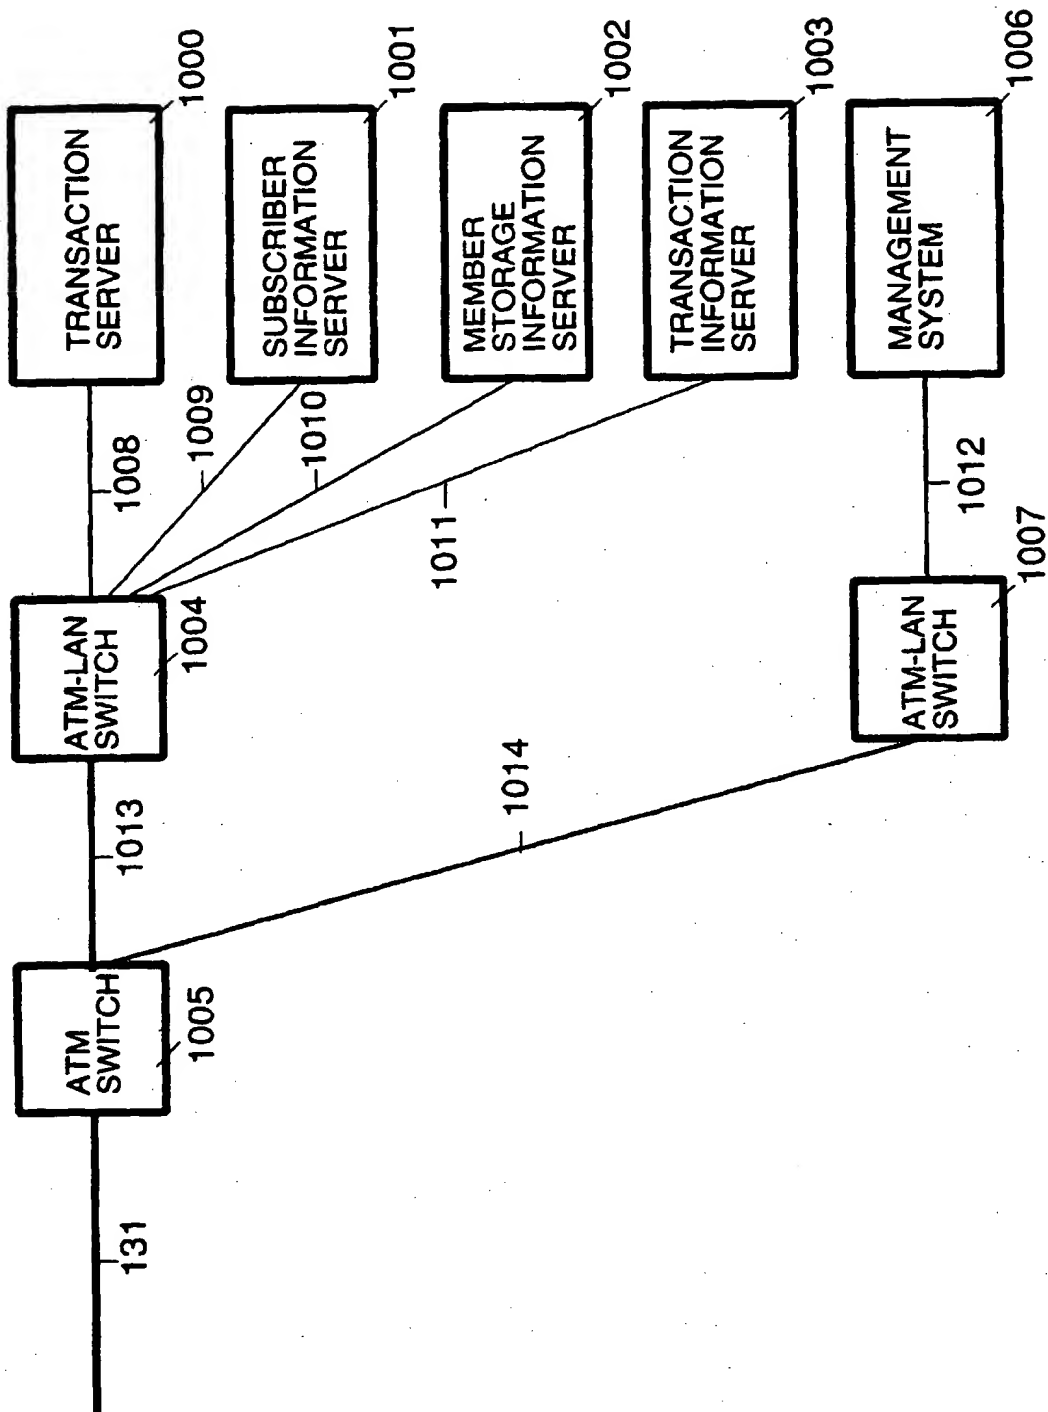 TRANSACTION
SERVER
1000
SUBSCRIBER
INFORMATION
SERVER
1001
MEMBER
STORAGE
INFORMATION
SERVER
1002
TRANSACTION
INFORMATION
SERVER
1003
MANAGEMENT
SYSTEM
1006
1008
1009
1010
1011
1012
ATM-LAN
SWITCH
1004
ATM-LAN
SWITCH
1007
1013
1014
ATM
SWITCH
1005
131